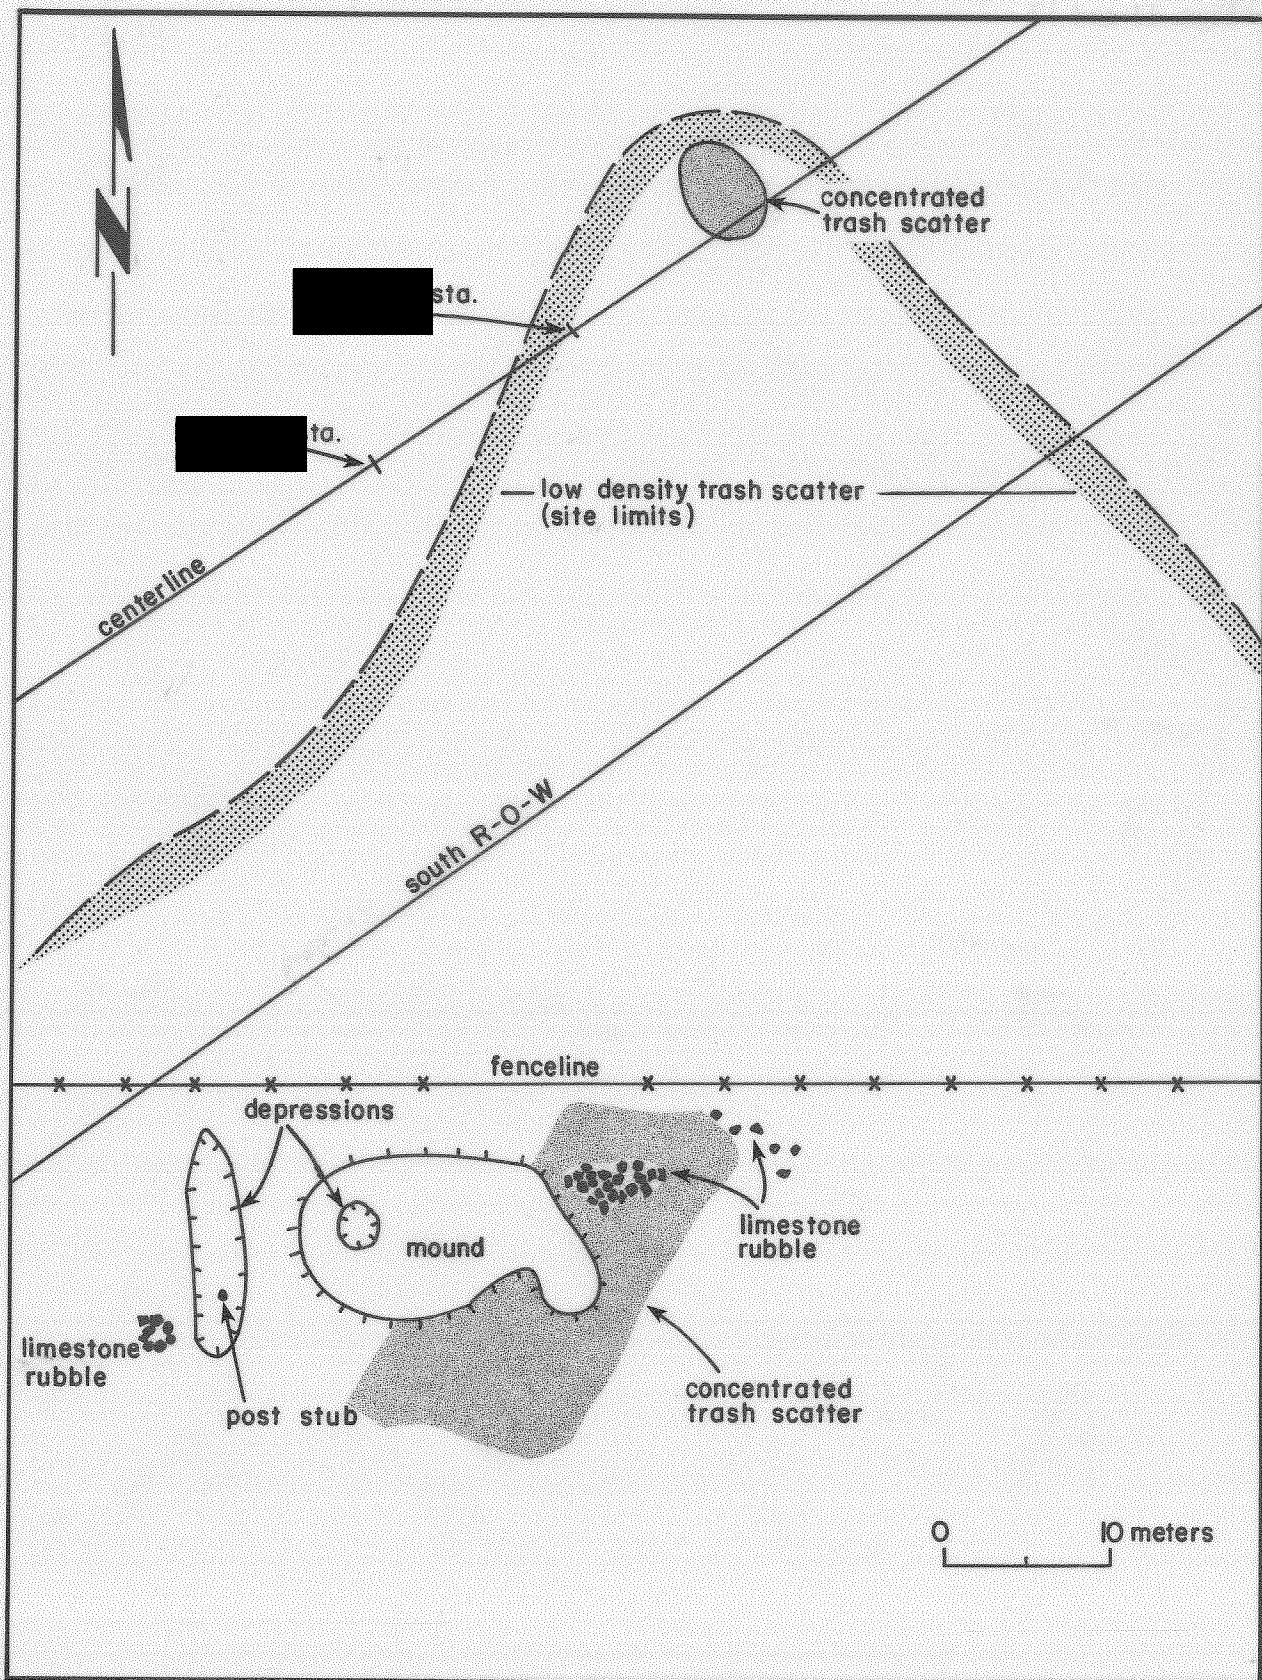 N
concentrated
trash scatter
sta.
ta.
low density trash scatter
(site limits)
centerline
south R-O-W
fenceline
depressions
mound
limestone
rubble
limestone
rubble
post stub
concentrated
trash scatter
0 10 meters